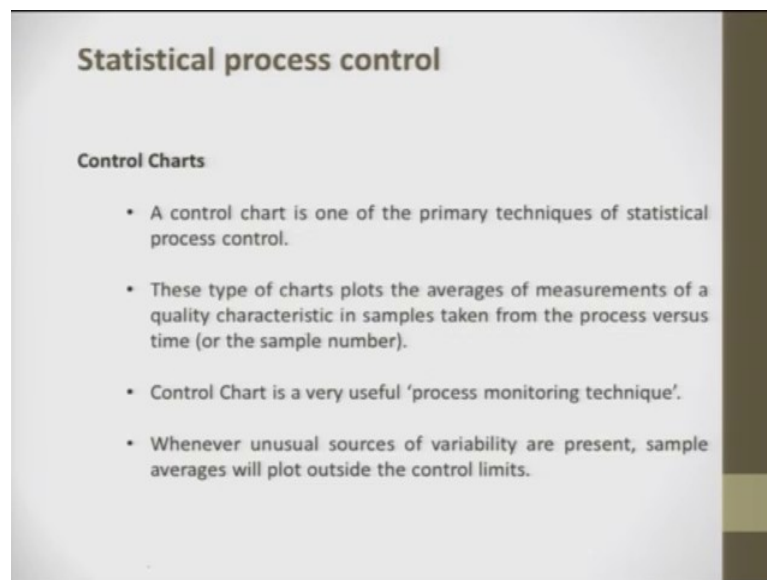 Statistical process control
Control Charts
• A control chart is one of the primary techniques of statistical
process control.
• These type of charts plots the averages of measurements of a
quality characteristic in samples taken from the process versus
time (or the sample number).
• Control Chart is a very useful ‘process monitoring technique’.
• Whenever unusual sources of variability are present, sample
averages will plot outside the control limits.